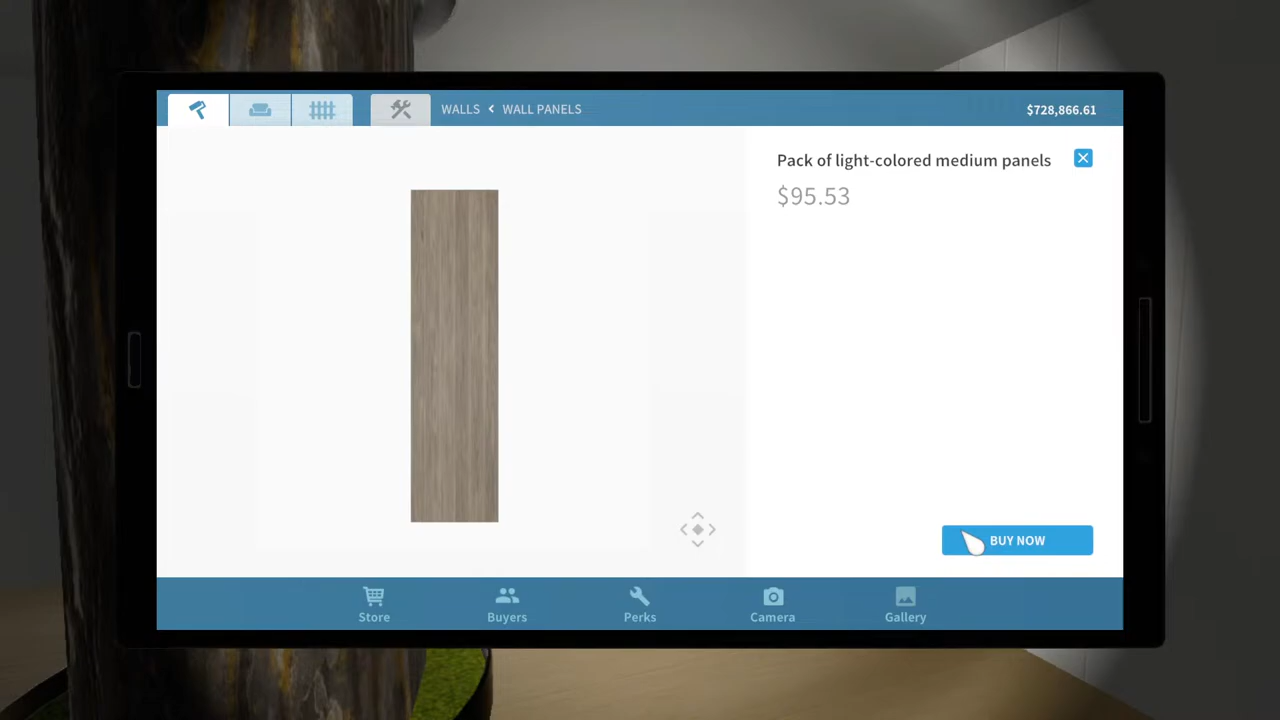 WALLS < WALL PANELS
$728,866.61
Pack of light-colored medium panels
$95.53
BUY NOW
Store
Buyers
Perks
Camera
Gallery